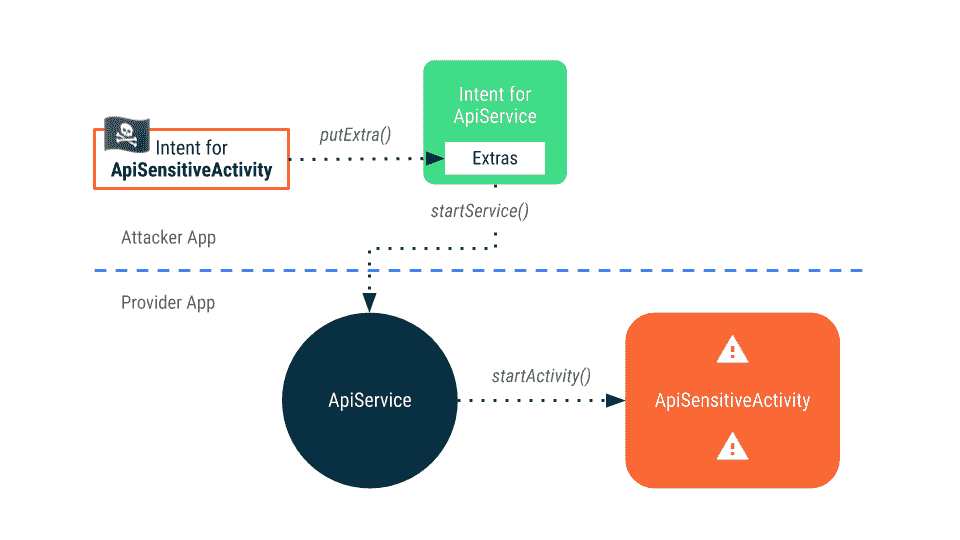 Intent for
ApiService
putExtra()
Intent for
ApiSensitiveActivity
Extras
startService()
Attacker App
Provider App
ApiService
startActivity()
ApiSensitiveActivity